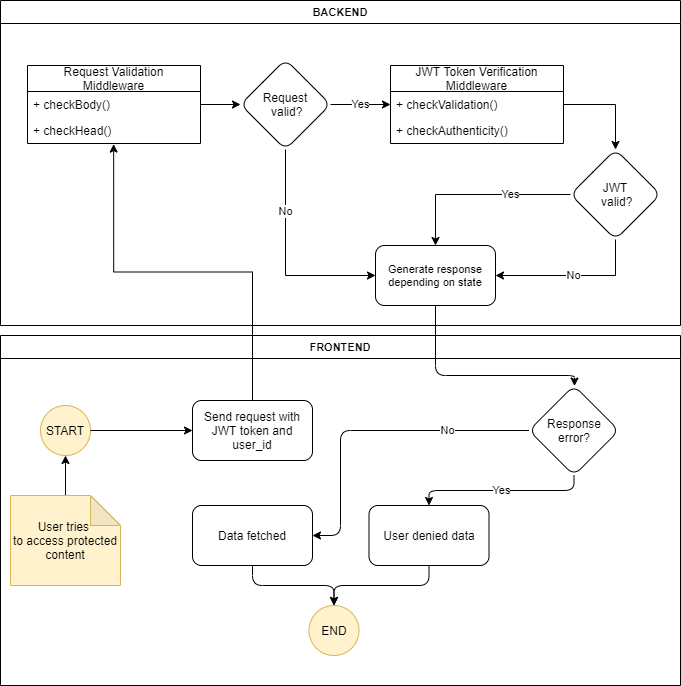 BACKEND
Request Validation
Middleware
+ checkBody()
+ checkHead()
Request
valid?
Yes
JWT Token Verification
Middleware
+ checkValidation()
+ checkAuthenticity()
JWT
valid?
Yes
No
No
Generate response
depending on state
FRONTEND
START
Send request with
JWT token and
user_id
No
Response
error?
Yes
User tries
to access protected
content
Data fetched
User denied data
END